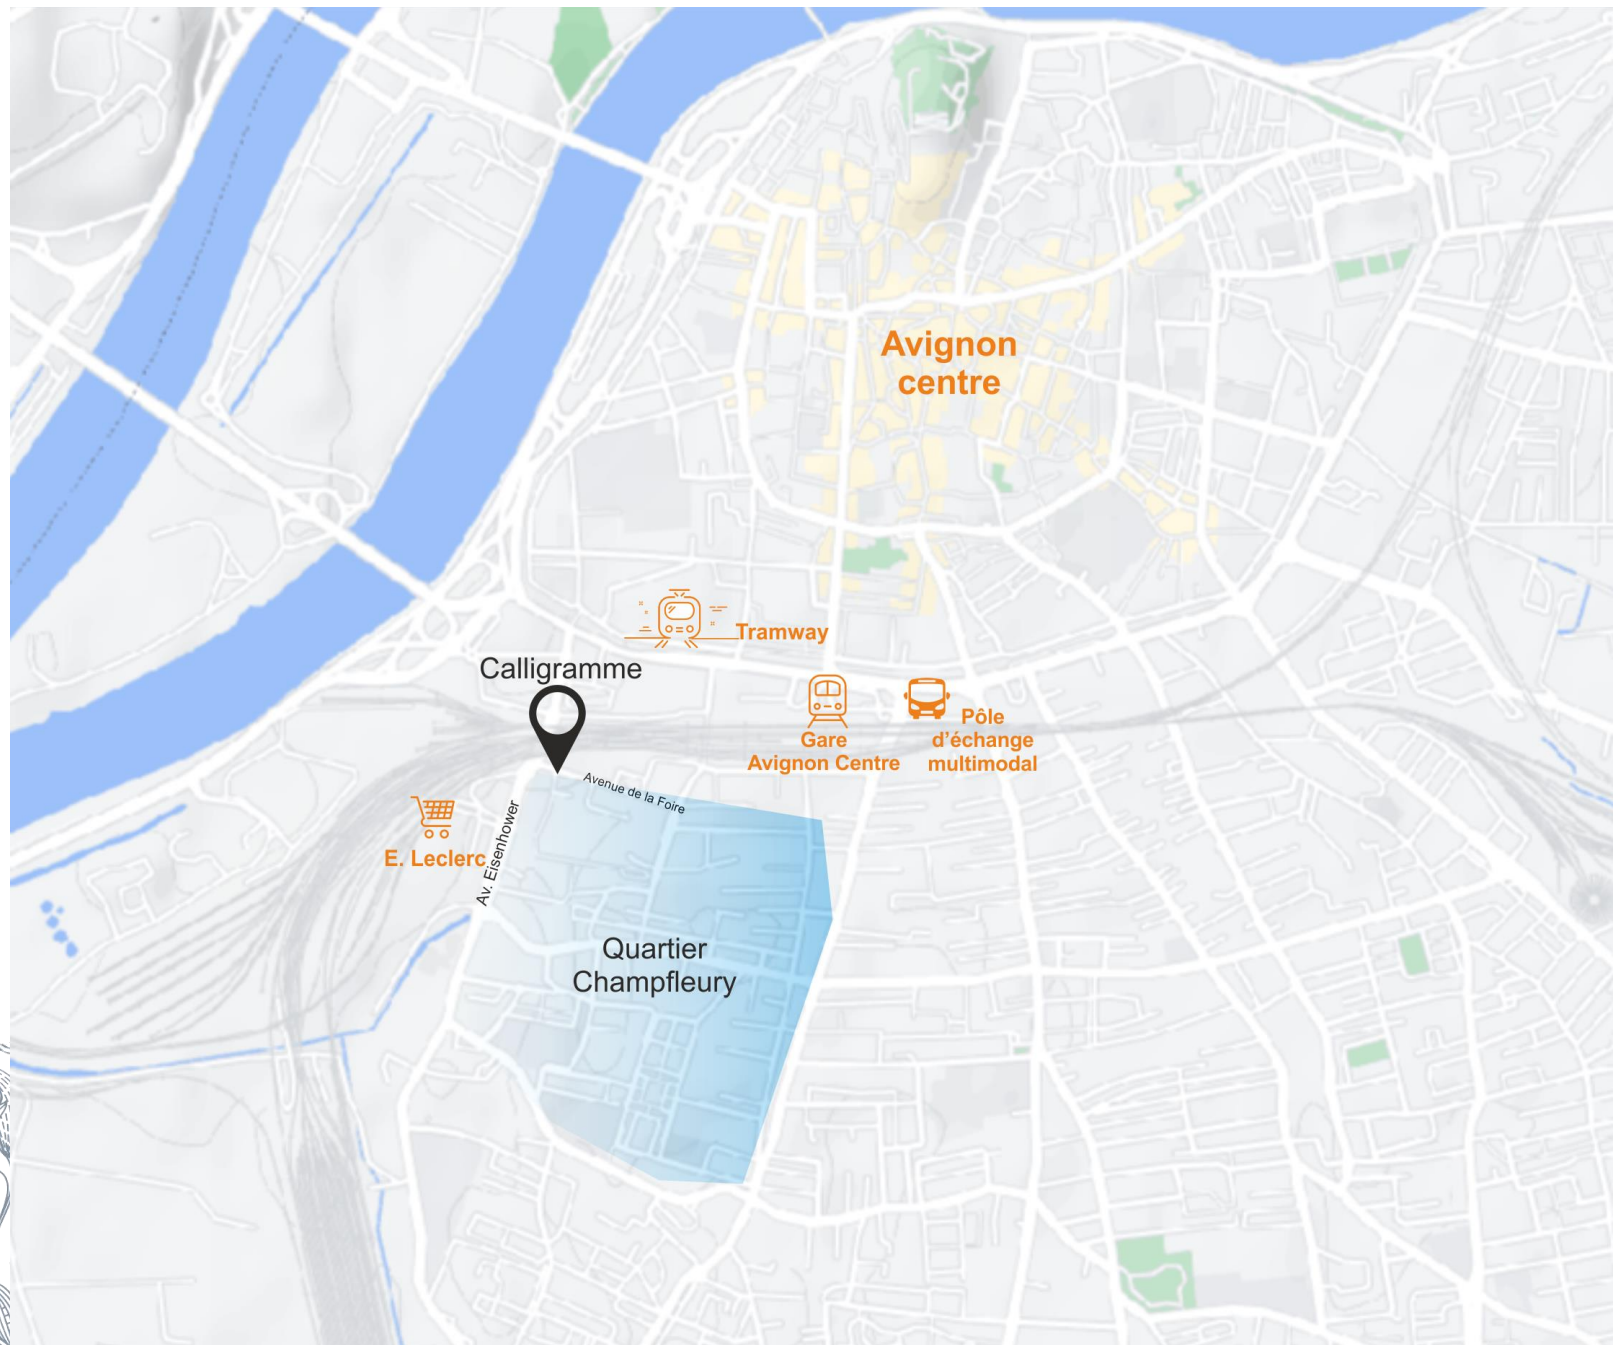 Avignon
centre
Tramway
Calligramme
Gare
Avignon Centre
Pôle
d'échange
multimodal
Avenue de la Foire
Av. Eisenhower
E. Leclerc
Quartier
Champfleury